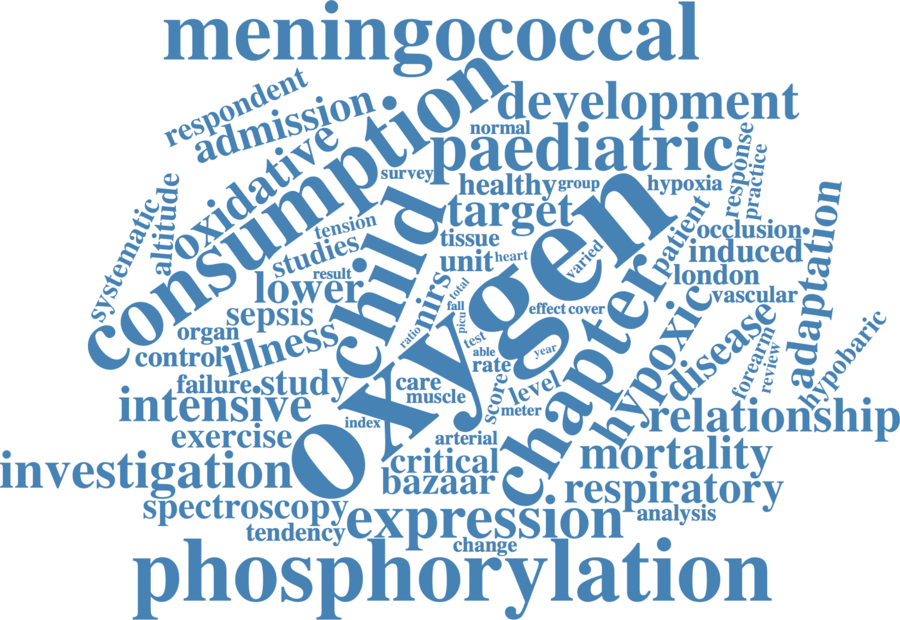 meningococcal
respondent
admission
consumption
development
normal
paediatric
oxidative
survey
healthy
group
hypoxia
response
practice
systematic
altitude
tension
studies
result
child
target
tissue
unit
heart
oxygen
varied
patient
occlusion
induced
adaptation
london
vascular
lower
sepsis
organ
control
illness
nirs
total
fall
picu
ratio
effect
cover
chapter
hypoxic
disease
forearm
review
hypobaric
failure
study
care
muscle
test
able
rate
year
score
level
meter
intensive
exercise
index
arterial
relationship
investigation
critical
bazaar
mortality
respiratory
spectroscopy
tendency
expression
analysis
change
phosphorylation